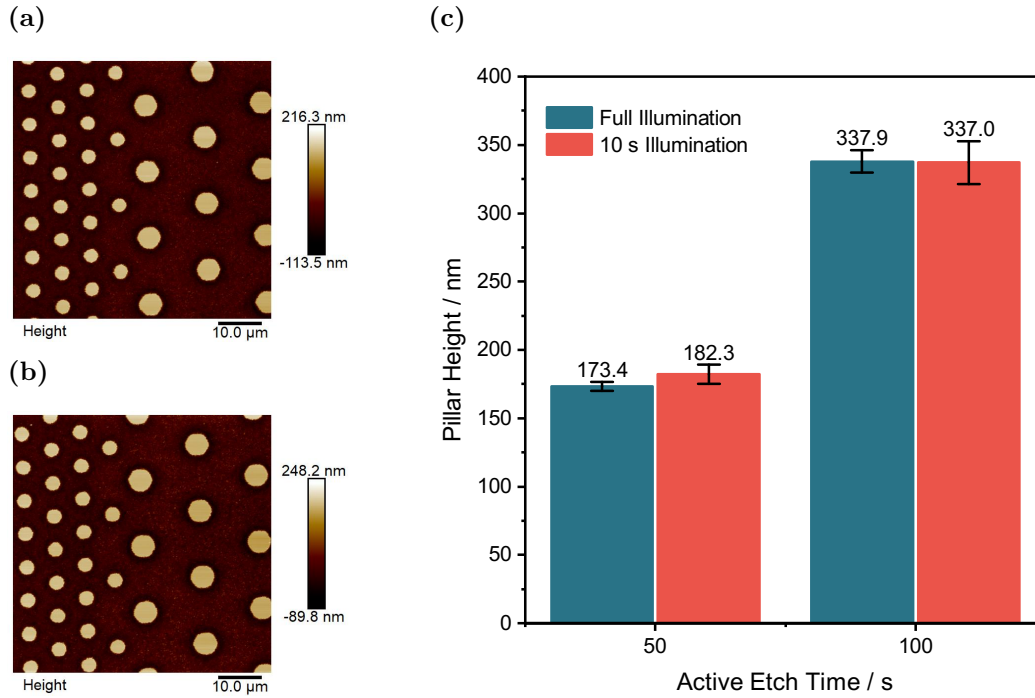 (a)
216.3 nm
-113.5 nm
Height
10.0 µm
(b)
248.2 nm
-89.8 nm
Height
10.0 µm
(c)
Full Illumination
10 s Illumination
400
350
300
250
200
150
100
50
0
Pillar Height / nm
173.4
182.3
337.9
337.0
50
100
Active Etch Time / s